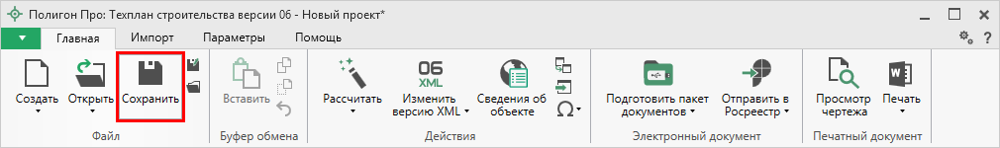 Полигон Про: Техплан строительства версии 06 - Новый проект*
Главная Импорт Параметры Помощь ?
Создать Открыть Сохранить Вставить Рассчитать 06 XML Изменить версию XML Сведения об объекте Ω Подготовить пакет документов Отправить в Росреестр Просмотр чертежа W Печать
Файл Буфер обмена Действия Электронный документ Печатный документ